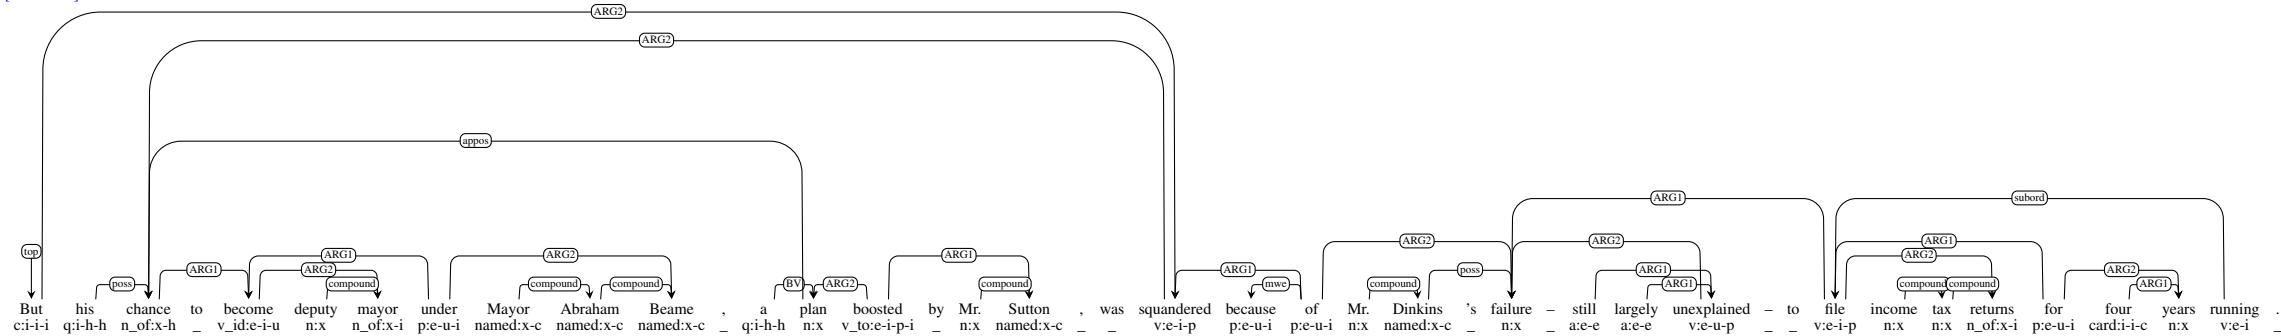 ARG2
ARG2
appos
ARG1 subord
ARG2 ARG2 ARG1
top ARG1 ARG2 ARG1 ARG2
ARG1 ARG2 ARG1 poss ARG1 ARG2
poss compound compound compound BV ARG2 compound mwe compound ARG1 compound compound ARG1
But his chance to become deputy mayor under Mayor Abraham Beame , a plan boosted by Mr. Sutton , was squandered because of Mr. Dinkins 's failure – still largely unexplained – to file income tax returns for four years running .
c:i-i-i q:i-h-h n_of:x-h _ v_id:e-i-u n:x n_of:x-i p:e-u-i named:x-c named:x-c named:x-c _ q:i-h-h n:x v_to:e-i-p-i _ n:x named:x-c _ _ v:e-i-p p:e-u-i p:e-u-i n:x named:x-c _ n:x _ a:e-e a:e-e v:e-u-p _ _ v:e-i-p n:x n:x n_of:x-i p:e-u-i card:i-i-c n:x v:e-i _